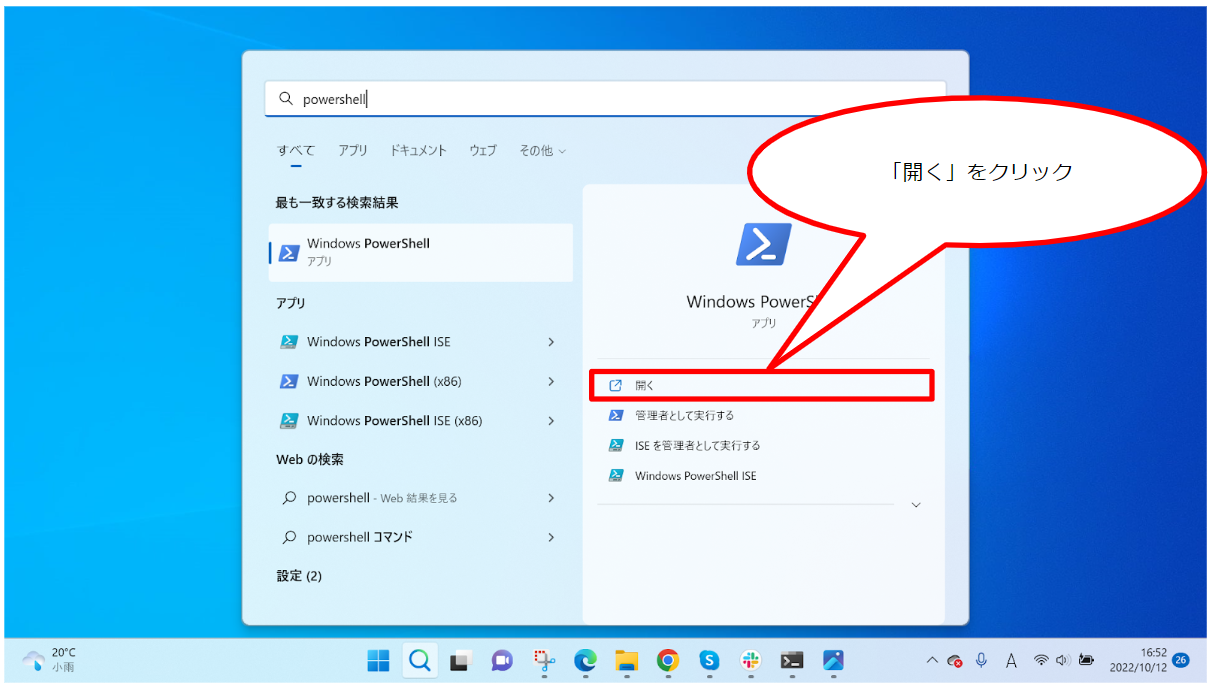 powershell
すべて アプリ ドキュメント ウェブ その他
「開く」をクリック
最も一致する検索結果
Windows PowerShell
アプリ
アプリ
Windows PowerShell ISE
Windows PowerShell (x86)
Windows PowerShell ISE (x86)
Web の検索
powershell - Web 結果を見る
powershell コマンド
設定 (2)
Windows PowerS
アプリ
開く
管理者として実行する
ISE を管理者として実行する
Windows PowerShell ISE
20°C
小雨
A
16:52
2022/10/12
26